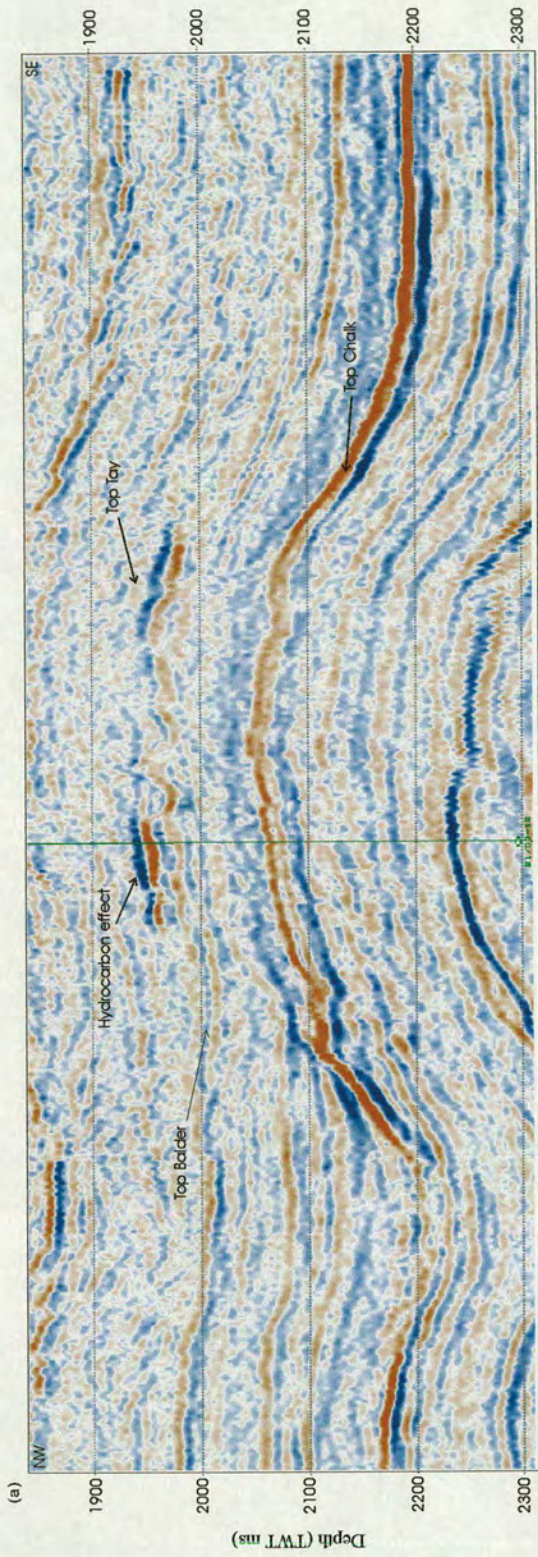 (a)
NW
SE
1900
2000
2100
2200
2300
Depth (TWT ms)
1900
2000
2100
2200
2300
Top Tay
Hydrocarbon effect
Top Balder
Top Chalk